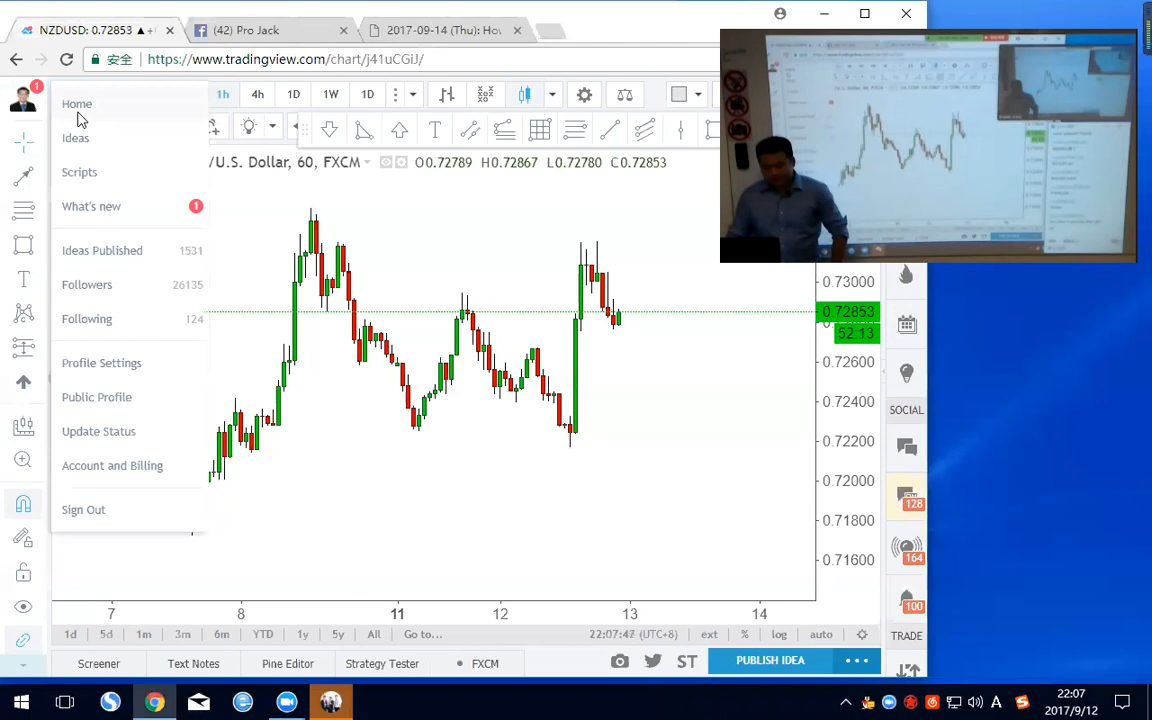 NZDUSD: 0.72853 ▲ +
(42) Pro Jack
2017-09-14 (Thu): Ho
安全 https://www.tradingview.com/chart/j41uCGiJ/
1
1h 4h 1D 1W 1D
/U.S. Dollar, 60, FXCM O0.72789 H0.72867 L0.72780 C0.72853
Home
Ideas
Scripts
What's new 1
Ideas Published 1531
Followers 26135
Following 124
Profile Settings
Public Profile
Update Status
Account and Billing
Sign Out
0.73000
0.72853
52:13
0.72600
0.72400
0.72200
0.72000
0.71800
0.71600
SOCIAL
128
164
100
TRADE
7 8 11 12 13 14
1d 5d 1m 3m 6m YTD 1y 5y All Go to... 22:07:47 (UTC+8) ext % log auto
Screener Text Notes Pine Editor Strategy Tester FXCM ST PUBLISH IDEA
A 22:07
2017/9/12